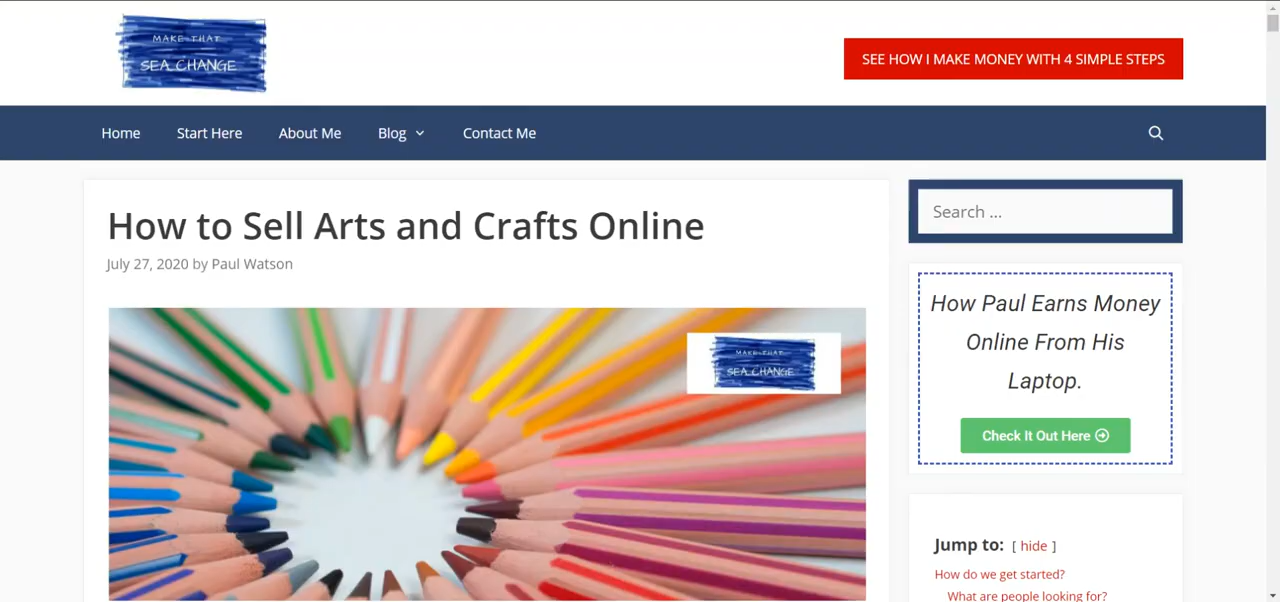 MAKE THAT
SEA CHANGE
SEE HOW I MAKE MONEY WITH 4 SIMPLE STEPS
Home
Start Here
About Me
Blog
Contact Me
How to Sell Arts and Crafts Online
July 27, 2020 by Paul Watson
MAKE THAT
SEA CHANGE
Search ...
How Paul Earns Money
Online From His
Laptop.
Check It Out Here
Jump to: [ hide ]
How do we get started?
What are people looking for?